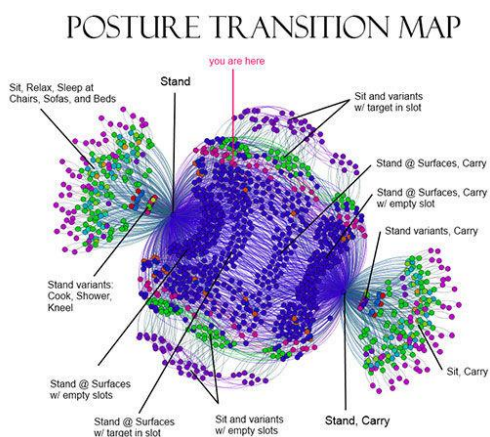 POSTURE TRANSITION MAP
you are here
Stand
Sit, Relax, Sleep at
Chairs, Sofas, and Beds
Sit and variants
w/ target in slot
Stand @ Surfaces, Carry
Stand @ Surfaces, Carry
w/ empty slot
Stand variants, Carry
Stand variants:
Cook, Shower,
Kneel
Sit, Carry
Stand @ Surfaces
w/ empty slots
Stand @ Surfaces
w/ target in slot
Sit and variants
w/ empty slots
Stand, Carry